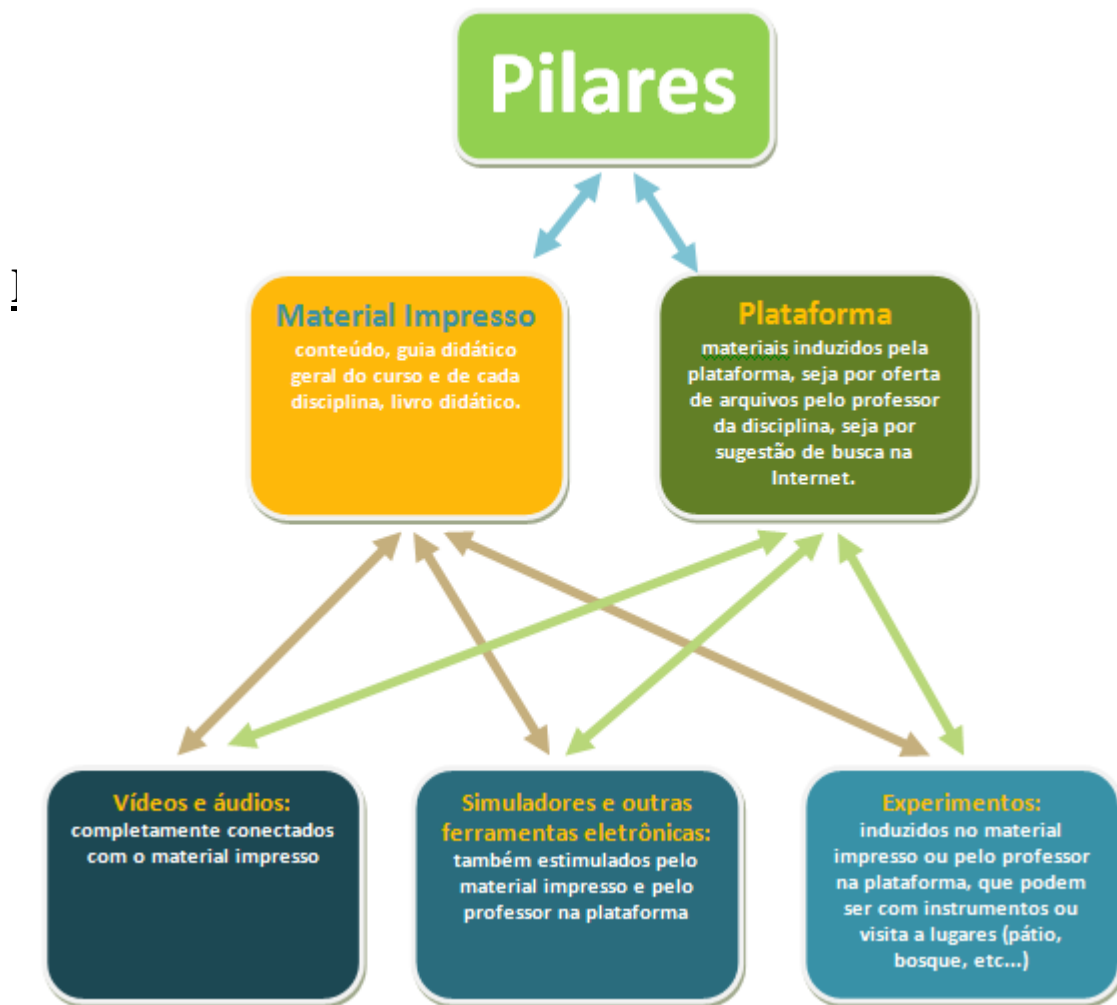 Pilares
Material Impresso
conteúdo, guia didático
geral do curso e de cada
disciplina, livro didático.
Plataforma
materiais induzidos pela
plataforma, seja por oferta
de arquivos pelo professor
da disciplina, seja por
sugestão de busca na
Internet.
Vídeos e áudios:
completamente conectados
com o material impresso
Simuladores e outras
ferramentas eletrônicas:
também estimulados pelo
material impresso e pelo
professor na plataforma
Experimentos:
induzidos no material
impresso ou pelo professor
na plataforma, que podem
ser com instrumentos ou
visita a lugares (pátio,
bosque, etc...)